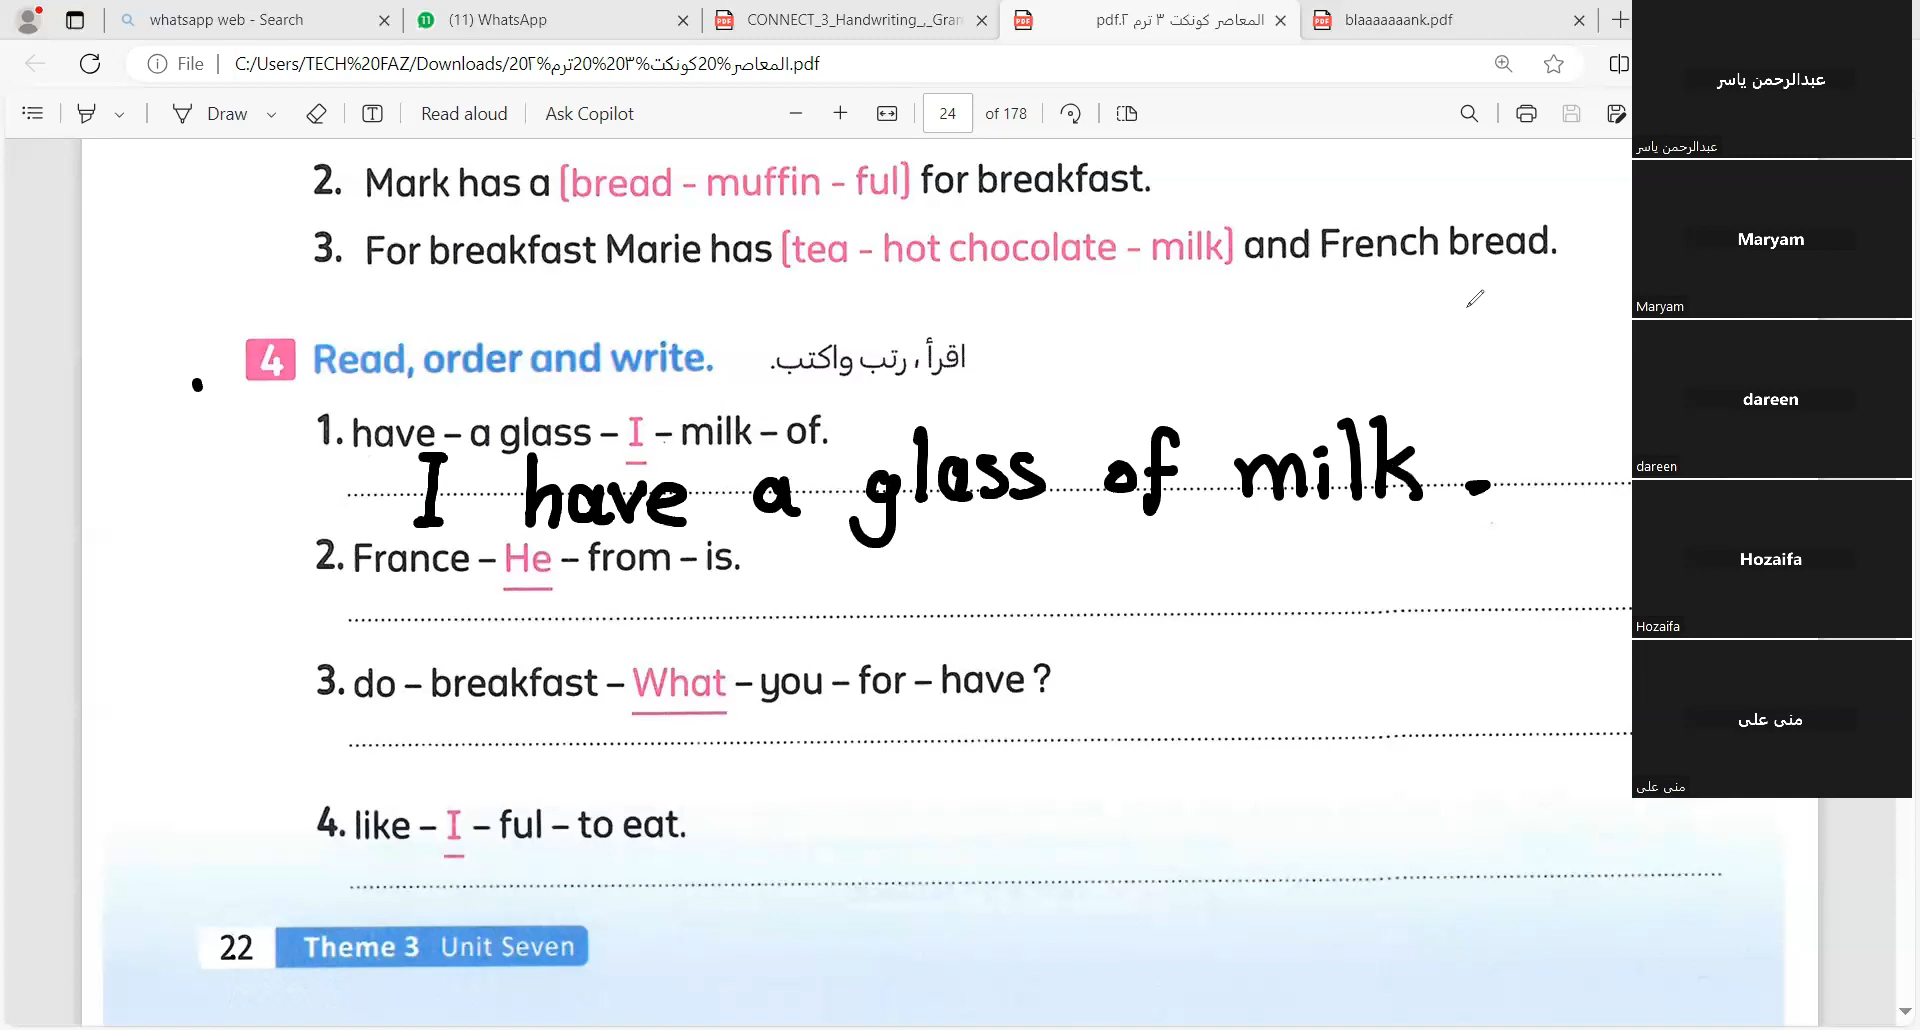 whatsapp web - Search
(11) WhatsApp
CONNECT_3_Handwriting_,_Gran
المعاصر كونكت ٣ ترم ٢.pdf
blaaaaaaank.pdf
File
C:/Users/TECH%20FAZ/Downloads/المعاصر%20كونكت%20٣%20ترم%20٢.pdf
Draw
Read aloud
Ask Copilot
24 of 178
2. Mark has a [bread - muffin - ful] for breakfast.
3. For breakfast Marie has [tea - hot chocolate - milk] and French bread.
4 Read, order and write. اقرأ، رتب واكتب.
1. have – a glass – I – milk – of.
I have a glass of milk.
2. France – He – from – is.
3. do – breakfast – What – you – for – have ?
4. like – I – ful – to eat.
22 Theme 3 Unit Seven
عبدالرحمن ياسر
عبدالرحمن ياسر
Maryam
Maryam
dareen
dareen
Hozaifa
Hozaifa
منى على
منى على